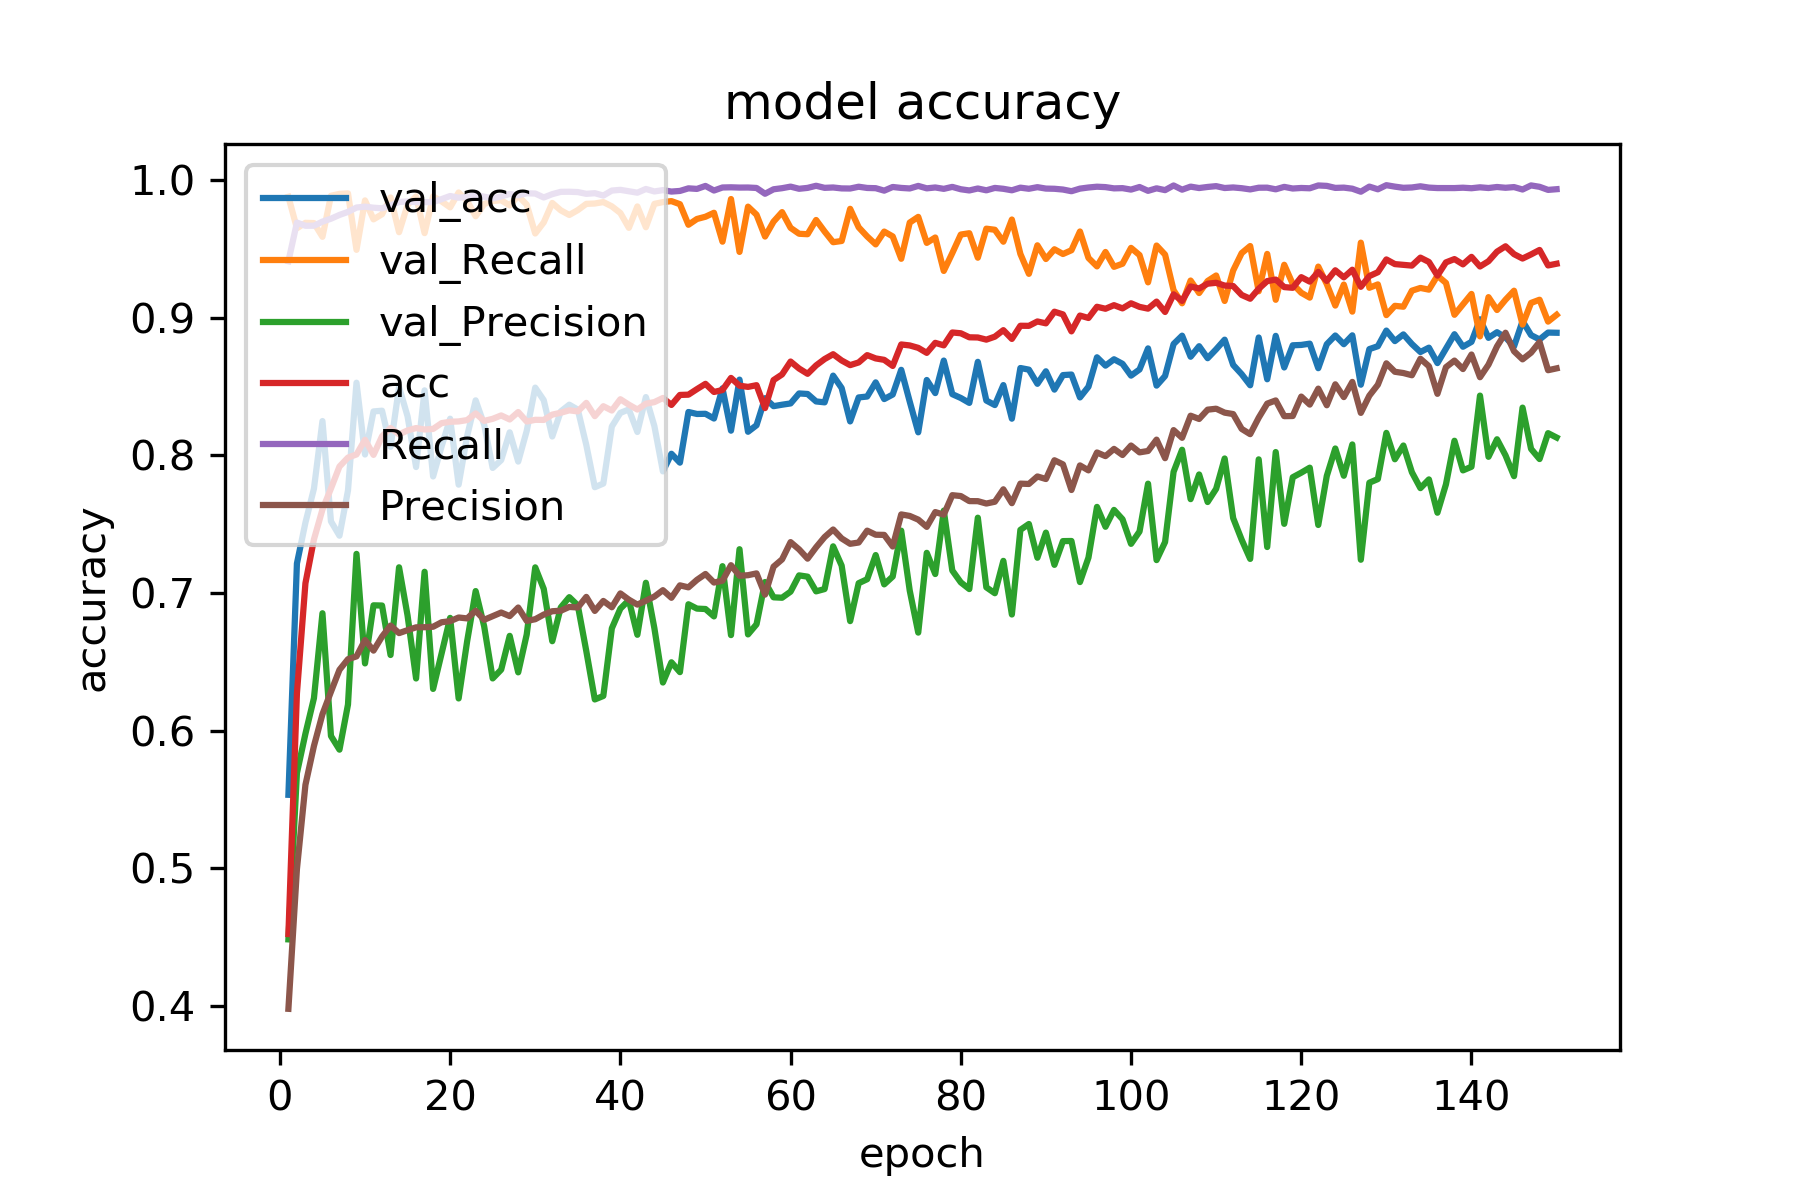 model accuracy
1.0
0.9
0.8
0.7
0.6
0.5
0.4
accuracy
val_acc
val_Recall
val_Precision
acc
Recall
Precision
0 20 40 60 80 100 120 140
epoch